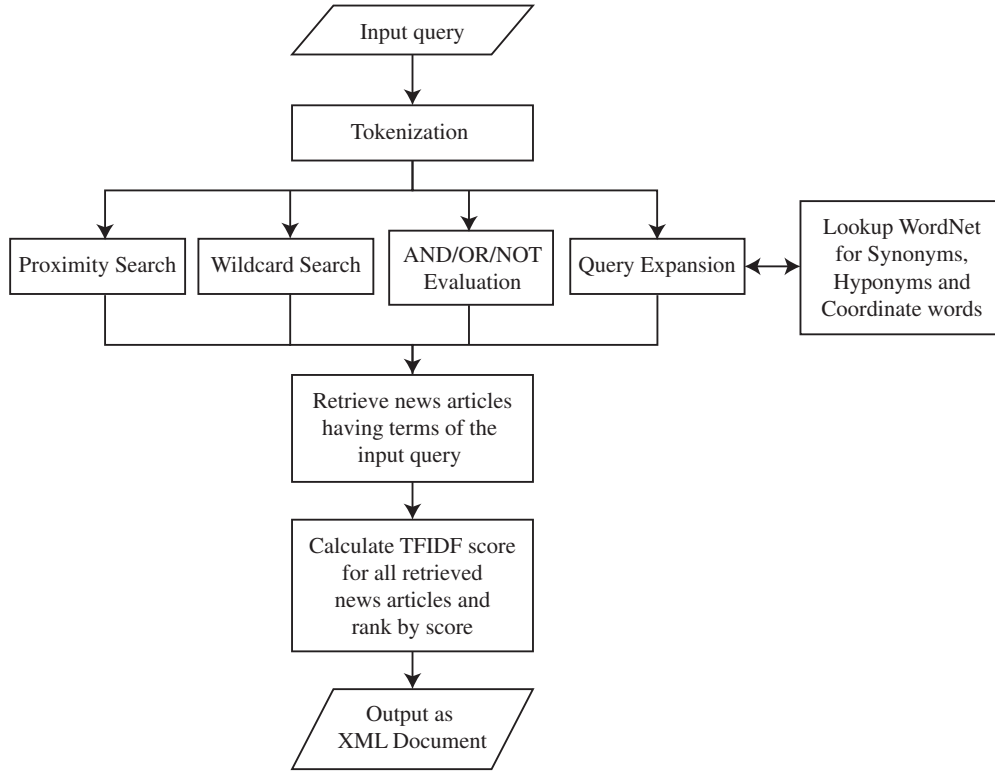 Input query
Tokenization
Proximity Search
Wildcard Search
AND/OR/NOT
Evaluation
Query Expansion
Lookup WordNet
for Synonyms,
Hyponyms and
Coordinate words
Retrieve news articles
having terms of the
input query
Calculate TFIDF score
for all retrieved
news articles and
rank by score
Output as
XML Document